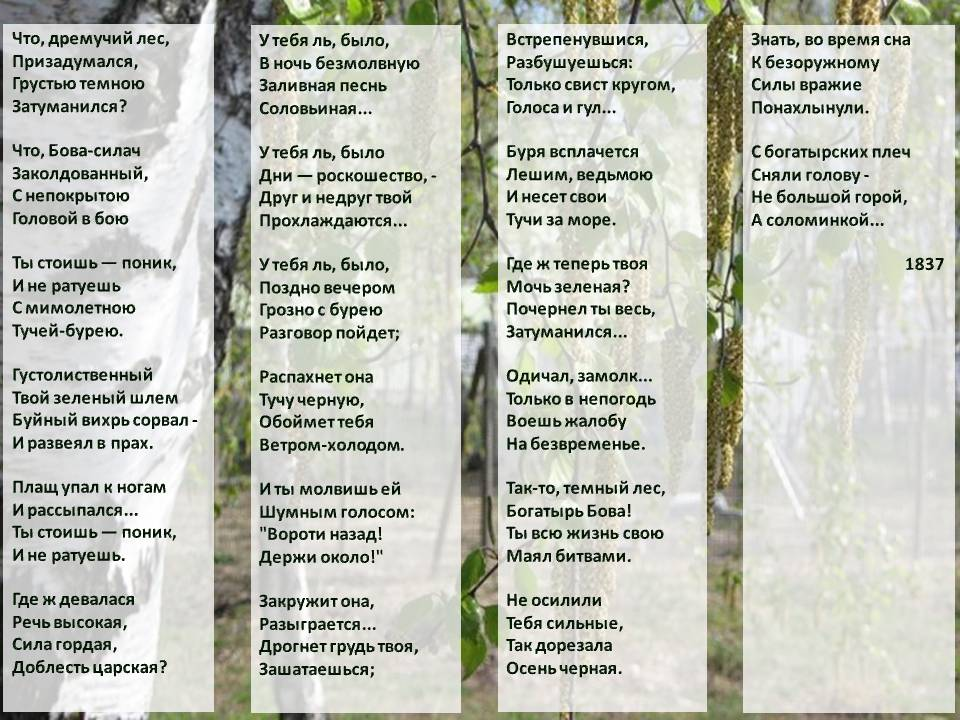 Что, дремучий лес,
Призадумался,
Грустью темною
Затуманился?
Что, Бова-силач
Заколдованный,
С непокрытою
Головой в бою
Ты стоишь — поник,
И не ратуешь
С мимолетною
Тучей-бурею.
Густолиственный
Твой зеленый шлем
Буйный вихрь сорвал -
И развеял в прах.
Плащ упал к ногам
И рассыпался...
Ты стоишь — поник,
И не ратуешь.
Где ж девалася
Речь высокая,
Сила гордая,
Доблесть царская?
У тебя ль, было,
В ночь безмолвную
Заливная песнь
Соловьиная...
У тебя ль, было
Дни — роскошество, -
Друг и недруг твой
Прохлаждаются...
У тебя ль, было,
Поздно вечером
Грозно с бурею
Разговор пойдет;
Распахнет она
Тучу черную,
Обоймет тебя
Ветром-холодом.
И ты молвишь ей
Шумным голосом:
"Вороти назад!
Держи около!"
Закружит она,
Разыграется...
Дрогнет грудь твоя,
Зашатаешься;
Встрепенувшися,
Разбушуешься:
Только свист кругом,
Голоса и гул...
Буря всплачется
Лешим, ведьмою
И несет свои
Тучи за море.
Где ж теперь твоя
Мочь зеленая?
Почернел ты весь,
Затуманился...
Одичал, замолк...
Только в непогодь
Воешь жалобу
На безвременье.
Так-то, темный лес,
Богатырь Бова!
Ты всю жизнь свою
Маял битвами.
Не осилили
Тебя сильные,
Так дорезала
Осень черная.
Знать, во время сна
К безоружному
Силы вражие
Понахлынули.
С богатырских плеч
Сняли голову -
Не большой горой,
А соломинкой...
1837